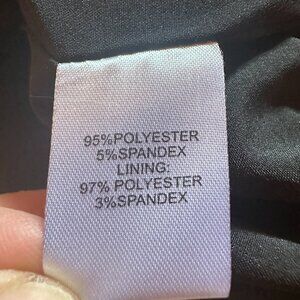 95%POLYESTER
5%SPANDEX
LINING:
97% POLYESTER
3%SPANDEX